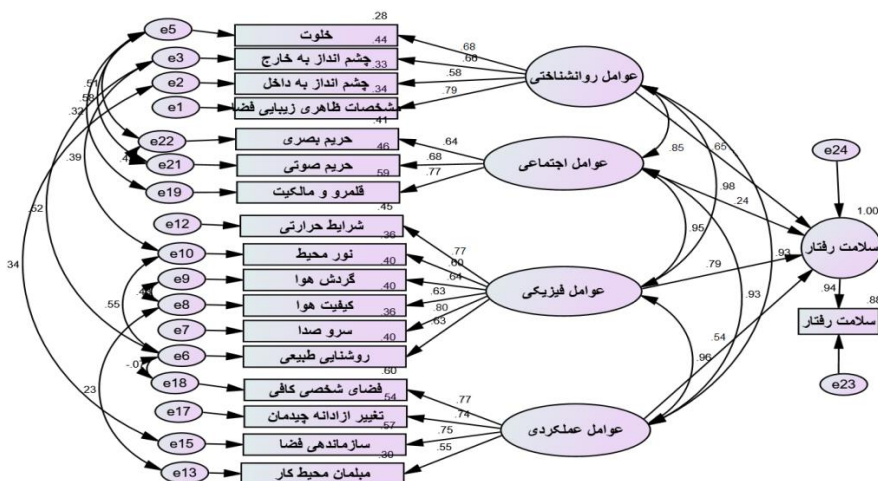 .28
e5
خلوت
.44
.68
e3
چشم انداز به خارج
.66
.33
e2
چشم انداز به داخل
.58
.34
e1
مشخصات ظاهری زیبایی فضا
.79
عوامل روانشناختی
.41
e22
حریم بصری
.64
.46
e21
حریم صوتی
.68
.59
e19
قلمرو و مالکیت
.77
عوامل اجتماعی
.45
e12
شرایط حرارتی
.77
.36
e10
نور محیط
.60
.40
e9
گردش هوا
.64
.40
e8
کیفیت هوا
.63
.36
e7
سرو صدا
.80
.40
e6
روشنایی طبیعی
.63
عوامل فیزیکی
.60
e18
فضای شخصی کافی
.77
.54
e17
تغییر ازادانه چیدمان
.74
.57
e15
سازماندهی فضا
.75
.30
e13
مبلمان محیط کار
.55
عوامل عملکردی
.51
.58
.32
.39
.52
.34
.55
.23
.85
.65
.98
.24
.95
.93
.79
.93
.54
.96
e24
1.00
سلامت رفتار
.94
.88
سلامت رفتار
e23